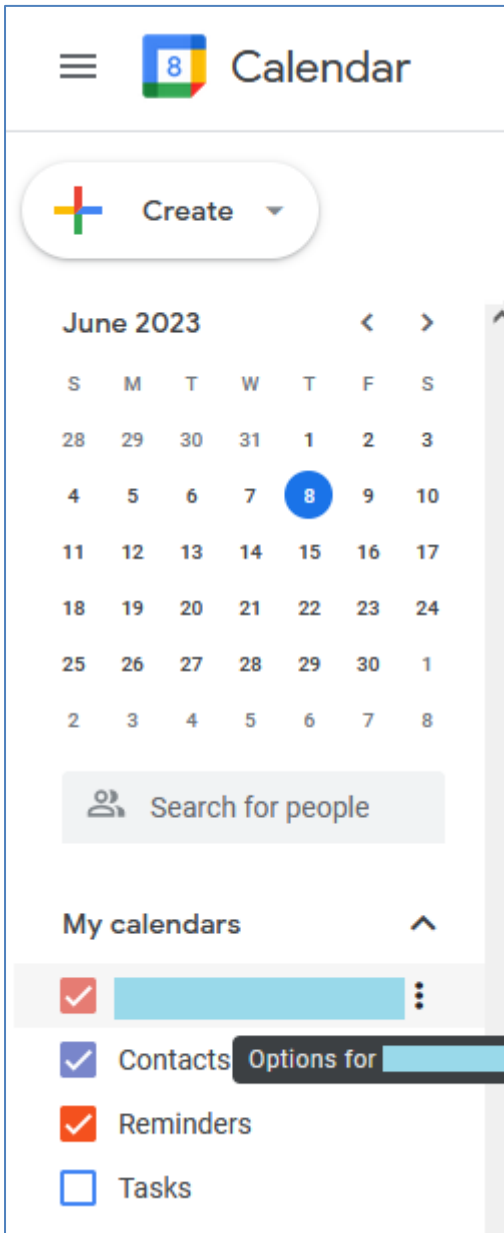 8 Calendar
Create
June 2023
S M T W T F S
28 29 30 31 1 2 3
4 5 6 7 8 9 10
11 12 13 14 15 16 17
18 19 20 21 22 23 24
25 26 27 28 29 30 1
2 3 4 5 6 7 8
Search for people
My calendars
Contacts Options for
Reminders
Tasks